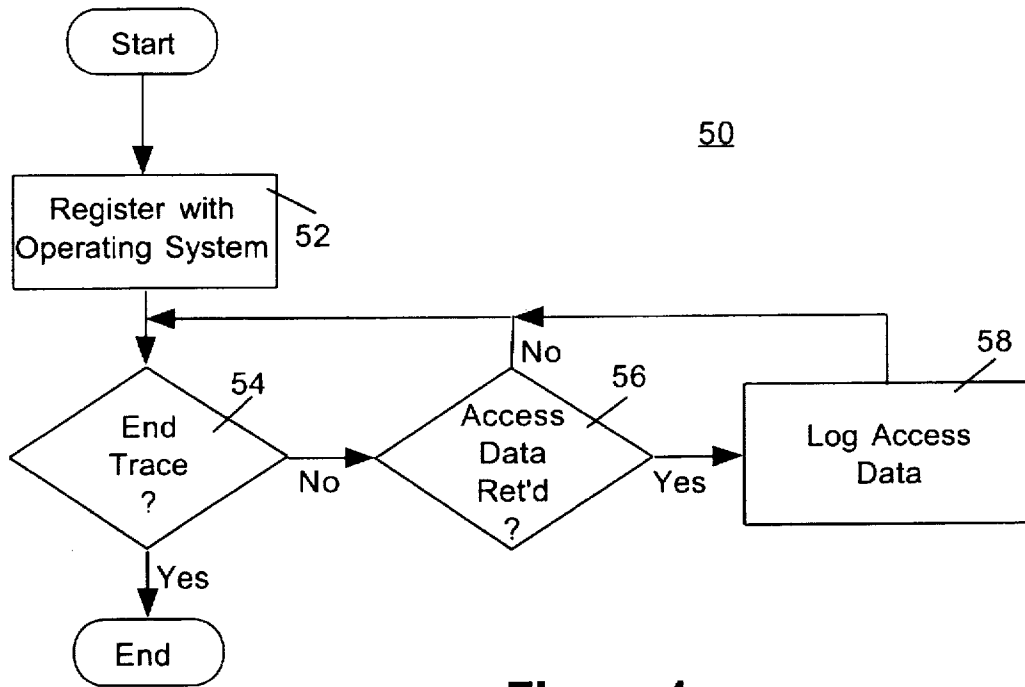 Start
50
Register with
Operating System
52
No
54
End
Trace
?
No
56
Access
Data
Ret'd
?
Yes
58
Log Access
Data
Yes
End